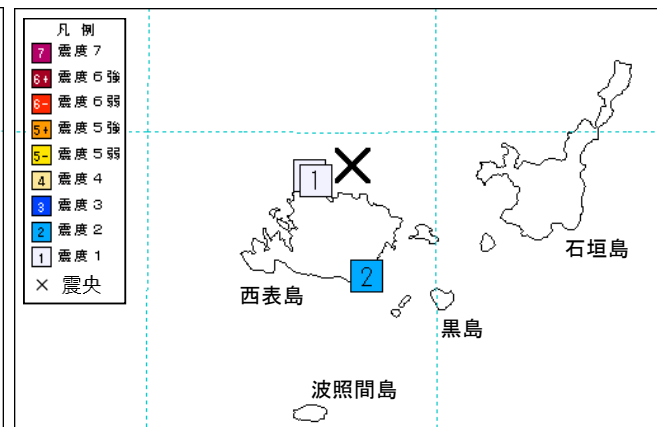 凡例
7 震度7
6+ 震度6強
6- 震度6弱
5+ 震度5強
5- 震度5弱
4 震度4
3 震度3
2 震度2
1 震度1
× 震央
1
石垣島
2
西表島
黒島
波照間島